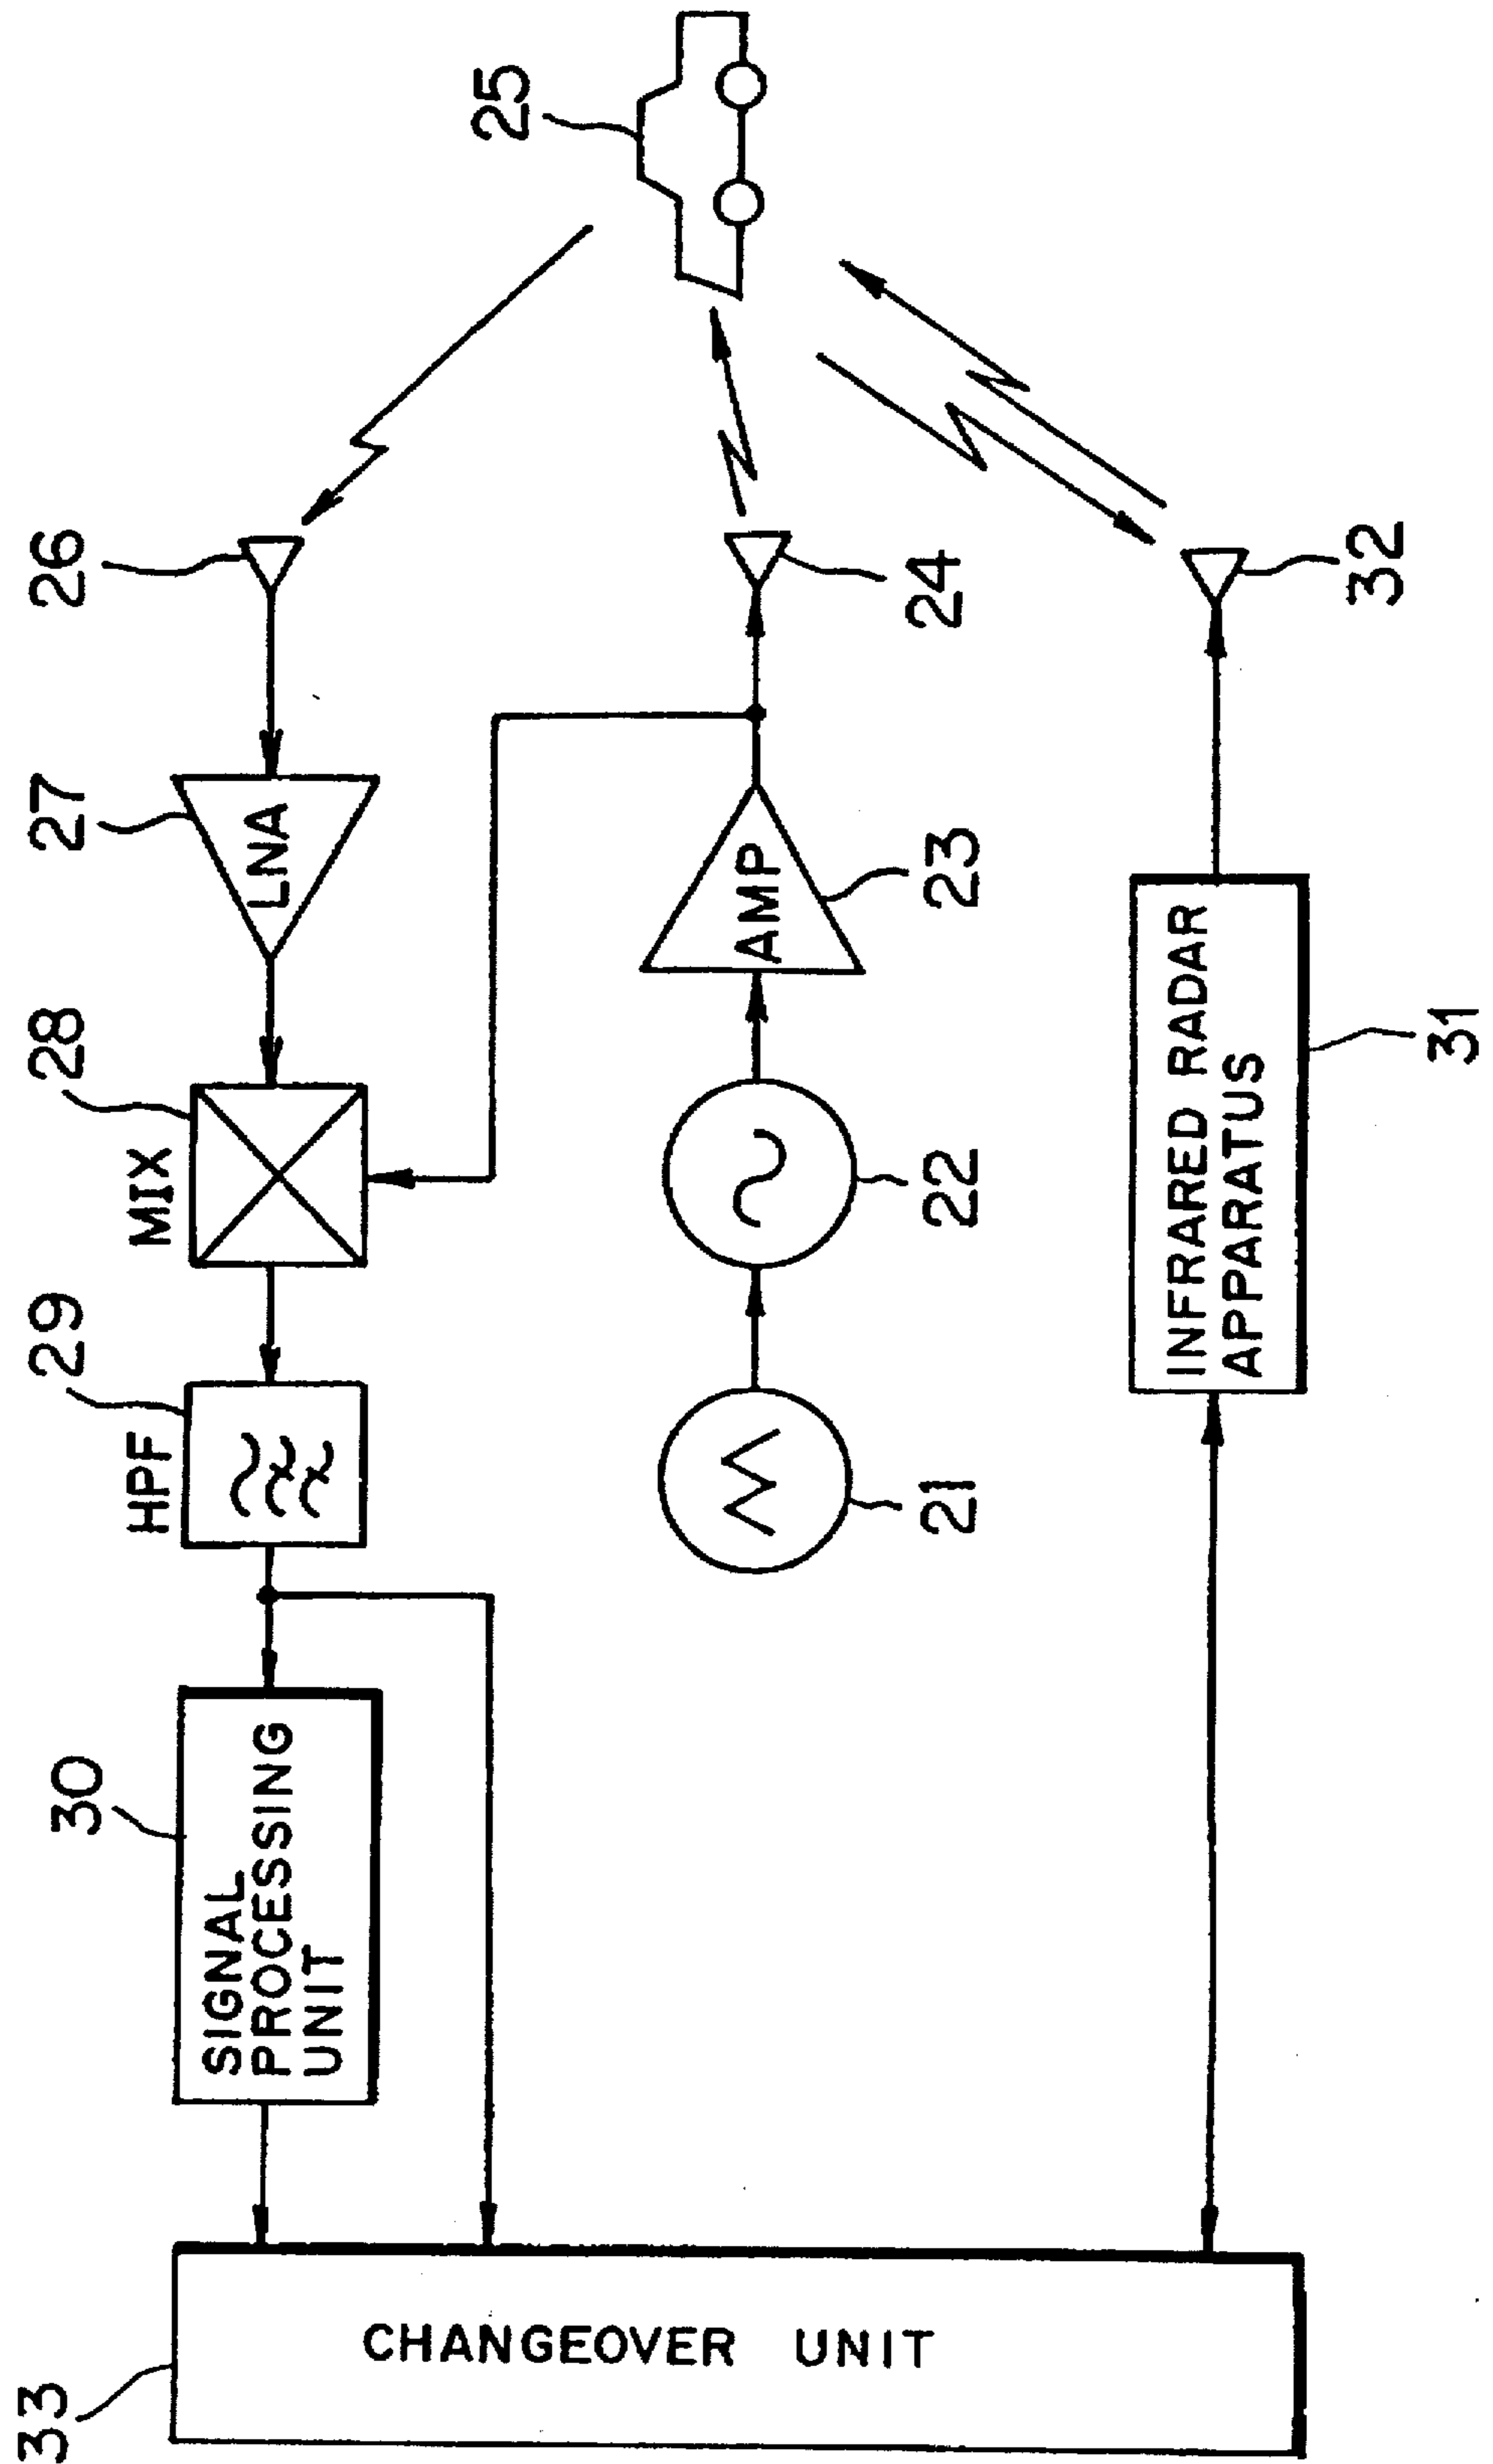 33
CHANGEOVER UNIT
30
SIGNAL
PROCESSING
UNIT
29
HPF
28
MIX
27
LNA
26
25
21
22
23
AMP
24
31
INFRARED RADAR
APPARATUS
32